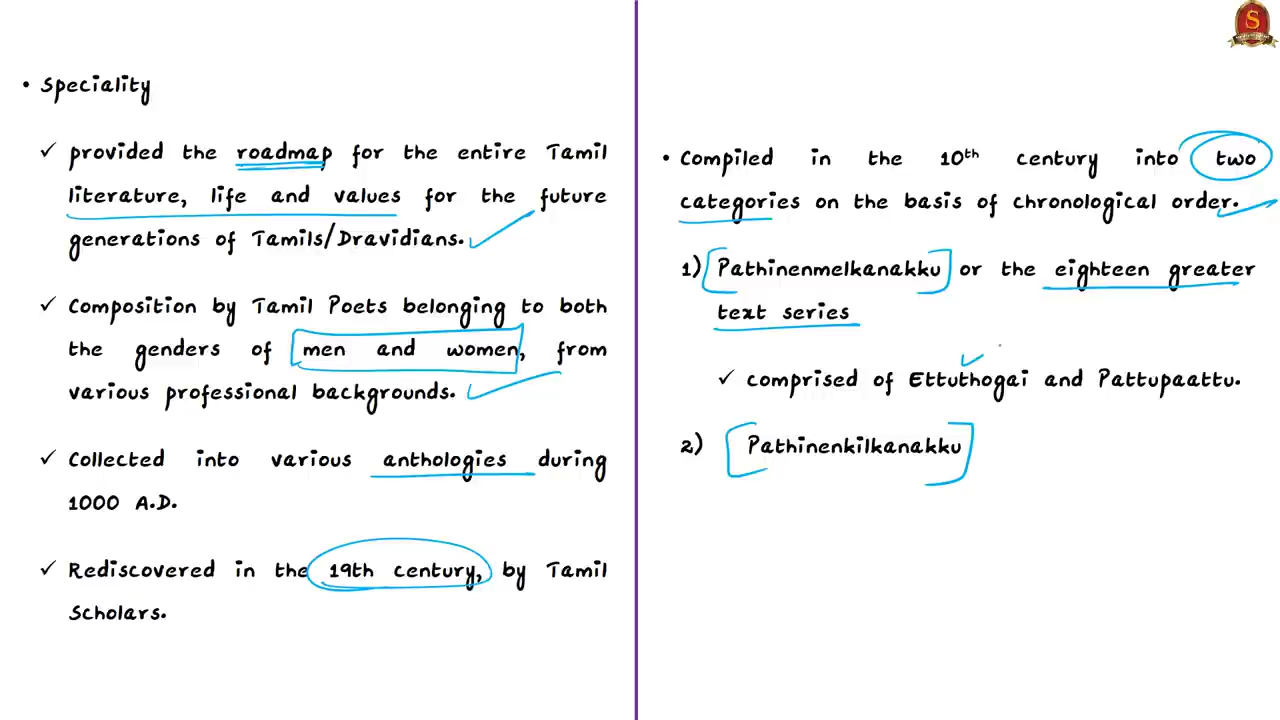 • Speciality
✓ provided the roadmap for the entire Tamil
literature, life and values for the future
generations of Tamils/Dravidians.
✓ Composition by Tamil Poets belonging to both
the genders of men and women, from
various professional backgrounds.
✓ Collected into various anthologies during
1000 A.D.
✓ Rediscovered in the 19th century, by Tamil
Scholars.
• Compiled in the 10th century into two
categories on the basis of chronological order.
1) Pathinenmelkanakku or the eighteen greater
text series
✓ comprised of Ettuthogai and Pattupaattu.
2) Pathinenkilkanakku
S